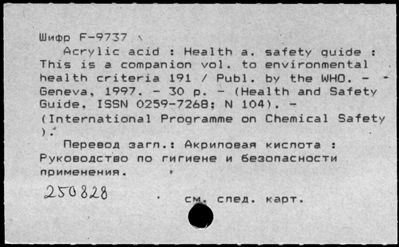 Шифр F-9737
Acrylic acid : Health a. safety guide :
This is a companion vol. to environmental
health criteria 191 / Publ. by the WHO. - -
Geneva, 1997. - 30 p. - (Health and Safety
Guide, ISSN 0259-7268; N 104). -
(International Programme on Chemical Safety
).
Перевод загл.: Акриловая кислота :
Руководство по гигиене и безопасности
применения.
250828
см. след. карт.